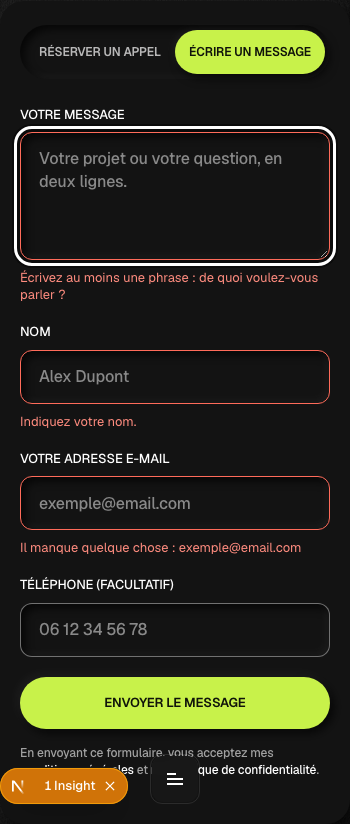 RÉSERVER UN APPEL
ÉCRIRE UN MESSAGE
VOTRE MESSAGE
Votre projet ou votre question, en
deux lignes.
Écrivez au moins une phrase : de quoi voulez-vous
parler ?
NOM
Alex Dupont
Indiquez votre nom.
VOTRE ADRESSE E-MAIL
exemple@email.com
Il manque quelque chose : exemple@email.com
TÉLÉPHONE (FACULTATIF)
06 12 34 56 78
ENVOYER LE MESSAGE
En envoyant ce formulaire, vous acceptez mes
et de confidentialité.
N 1 Insight